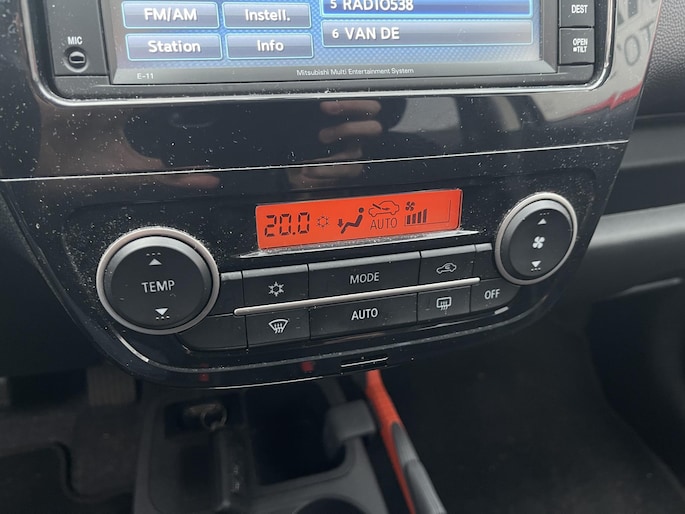 5 RADIO538
FM/AM Instell.
6 VAN DE
Station Info
DEST
MIC
OPEN
TILT
E-11
Mitsubishi Multi Entertainment System
20.0 AUTO
TEMP
MODE
AUTO
OFF